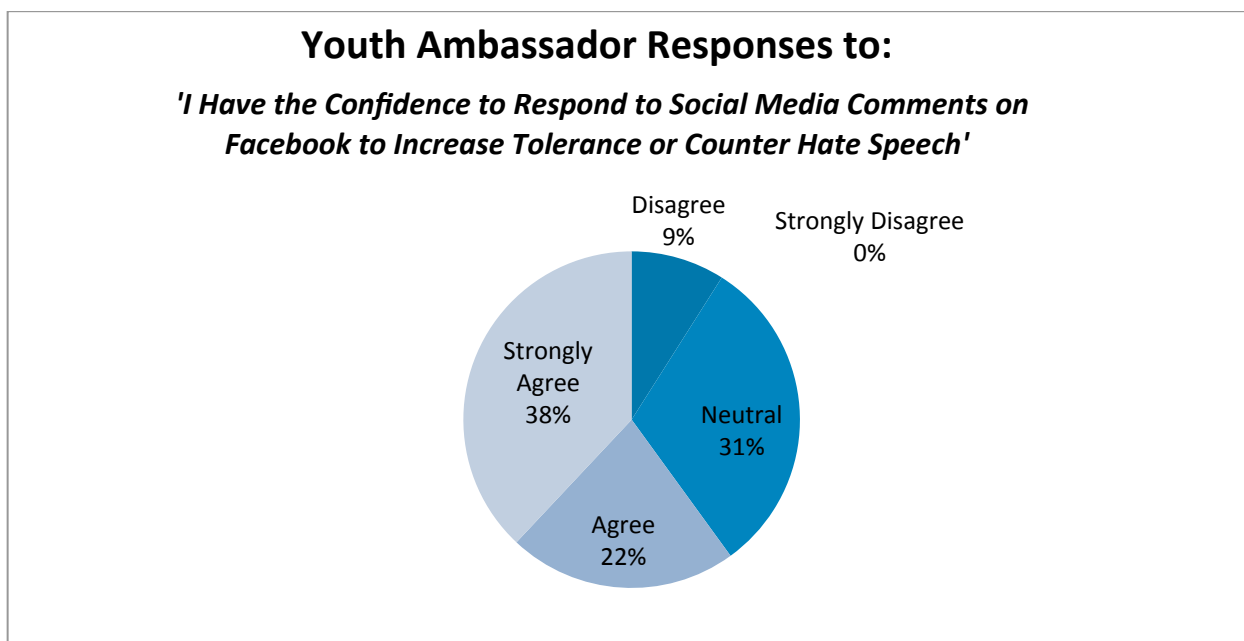 Youth Ambassador Responses to:
'I Have the Confidence to Respond to Social Media Comments on
Facebook to Increase Tolerance or Counter Hate Speech'
Disagree
9%
Strongly Disagree
0%
Strongly
Agree
38%
Neutral
31%
Agree
22%